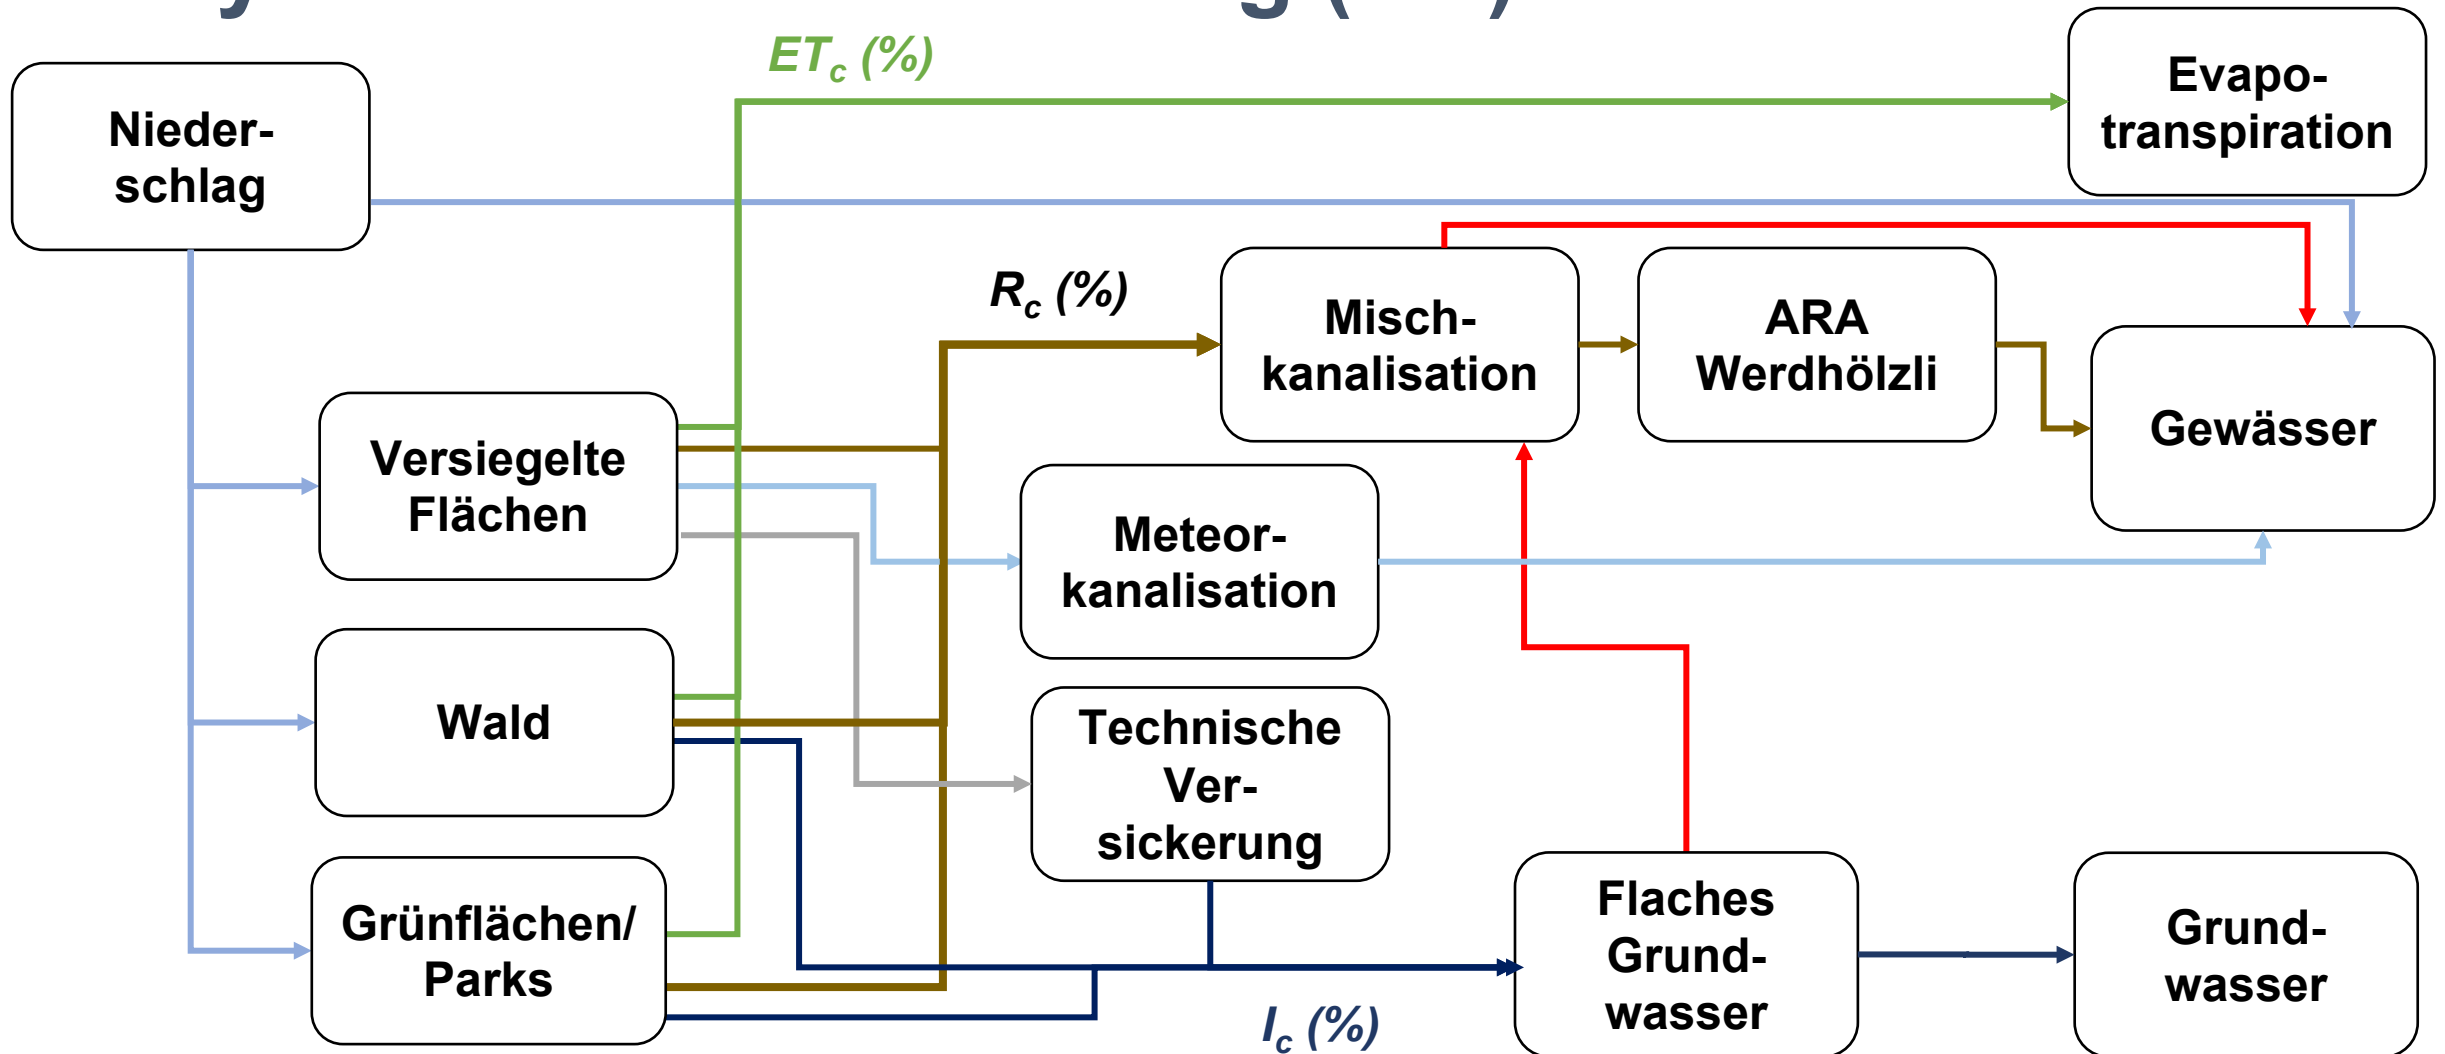 ETc (%)
Evapo-
transpiration
Nieder-
schlag
Rc (%)
Misch-
kanalisation
ARA
Werdhölzli
Gewässer
Versiegelte
Flächen
Meteor-
kanalisation
Wald
Technische
Ver-
sickerung
Grünflächen/
Parks
Flaches
Grund-
wasser
Grund-
wasser
Ic (%)